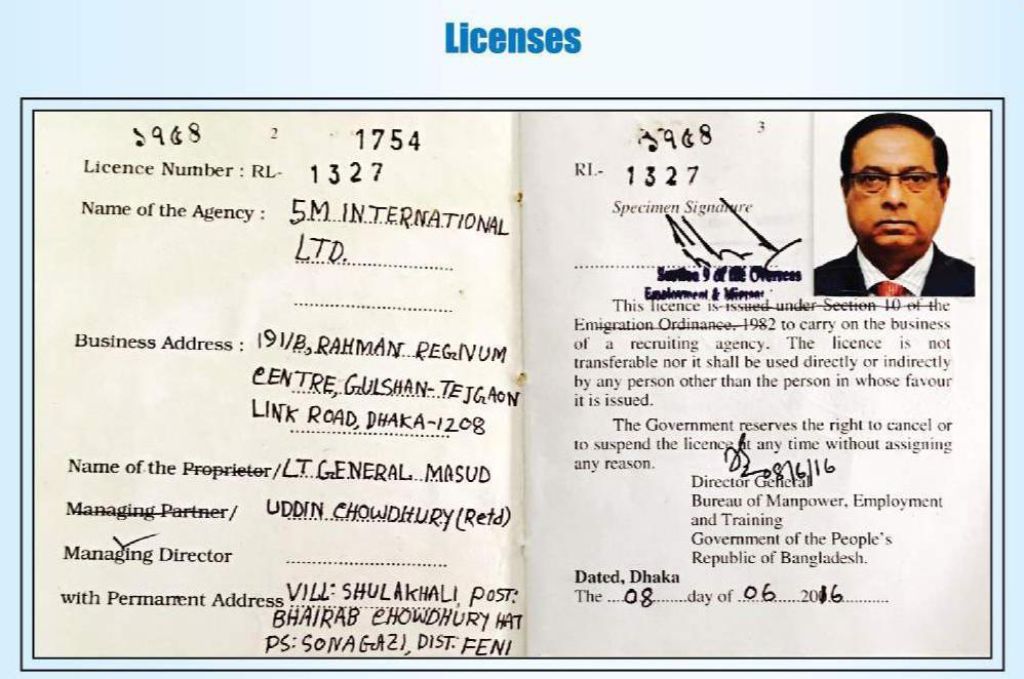 Licenses
১৭৫৪ 2 1754
Licence Number : RL- 1327
Name of the Agency : 5M INTERNATIONAL
LTD.
Business Address : 191/B, RAHMAN REGNUM
CENTRE, GULSHAN-TEJGAON
LINK ROAD, DHAKA-1208
Name of the Proprietor/ LT. GENERAL MASUD
Managing Partner/ UDDIN CHOWDHURY (Retd)
Managing Director
with Permanent Address VILL: SHULAKHALI, POST:
BHAIRAB CHOWDHURY HAT
PS: SONAGAZI, DIST: FENI
১৭৫৪ 3
RL- 1327
Specimen Signature
Section 9 of the Overseas
Employment &
This licence is issued under Section 10 of the
Emigration Ordinance. 1982 to carry on the business
of a recruiting agency. The licence is not
transferable nor it shall be used directly or indirectly
by any person other than the person in whose favour
it is issued.
The Government reserves the right to cancel or
to suspend the licence at any time without assigning
any reason.
08/6/16
Director General
Bureau of Manpower, Employment
and Training
Government of the People's
Republic of Bangladesh.
Dated, Dhaka
The ....08........day of ..06.....2016............